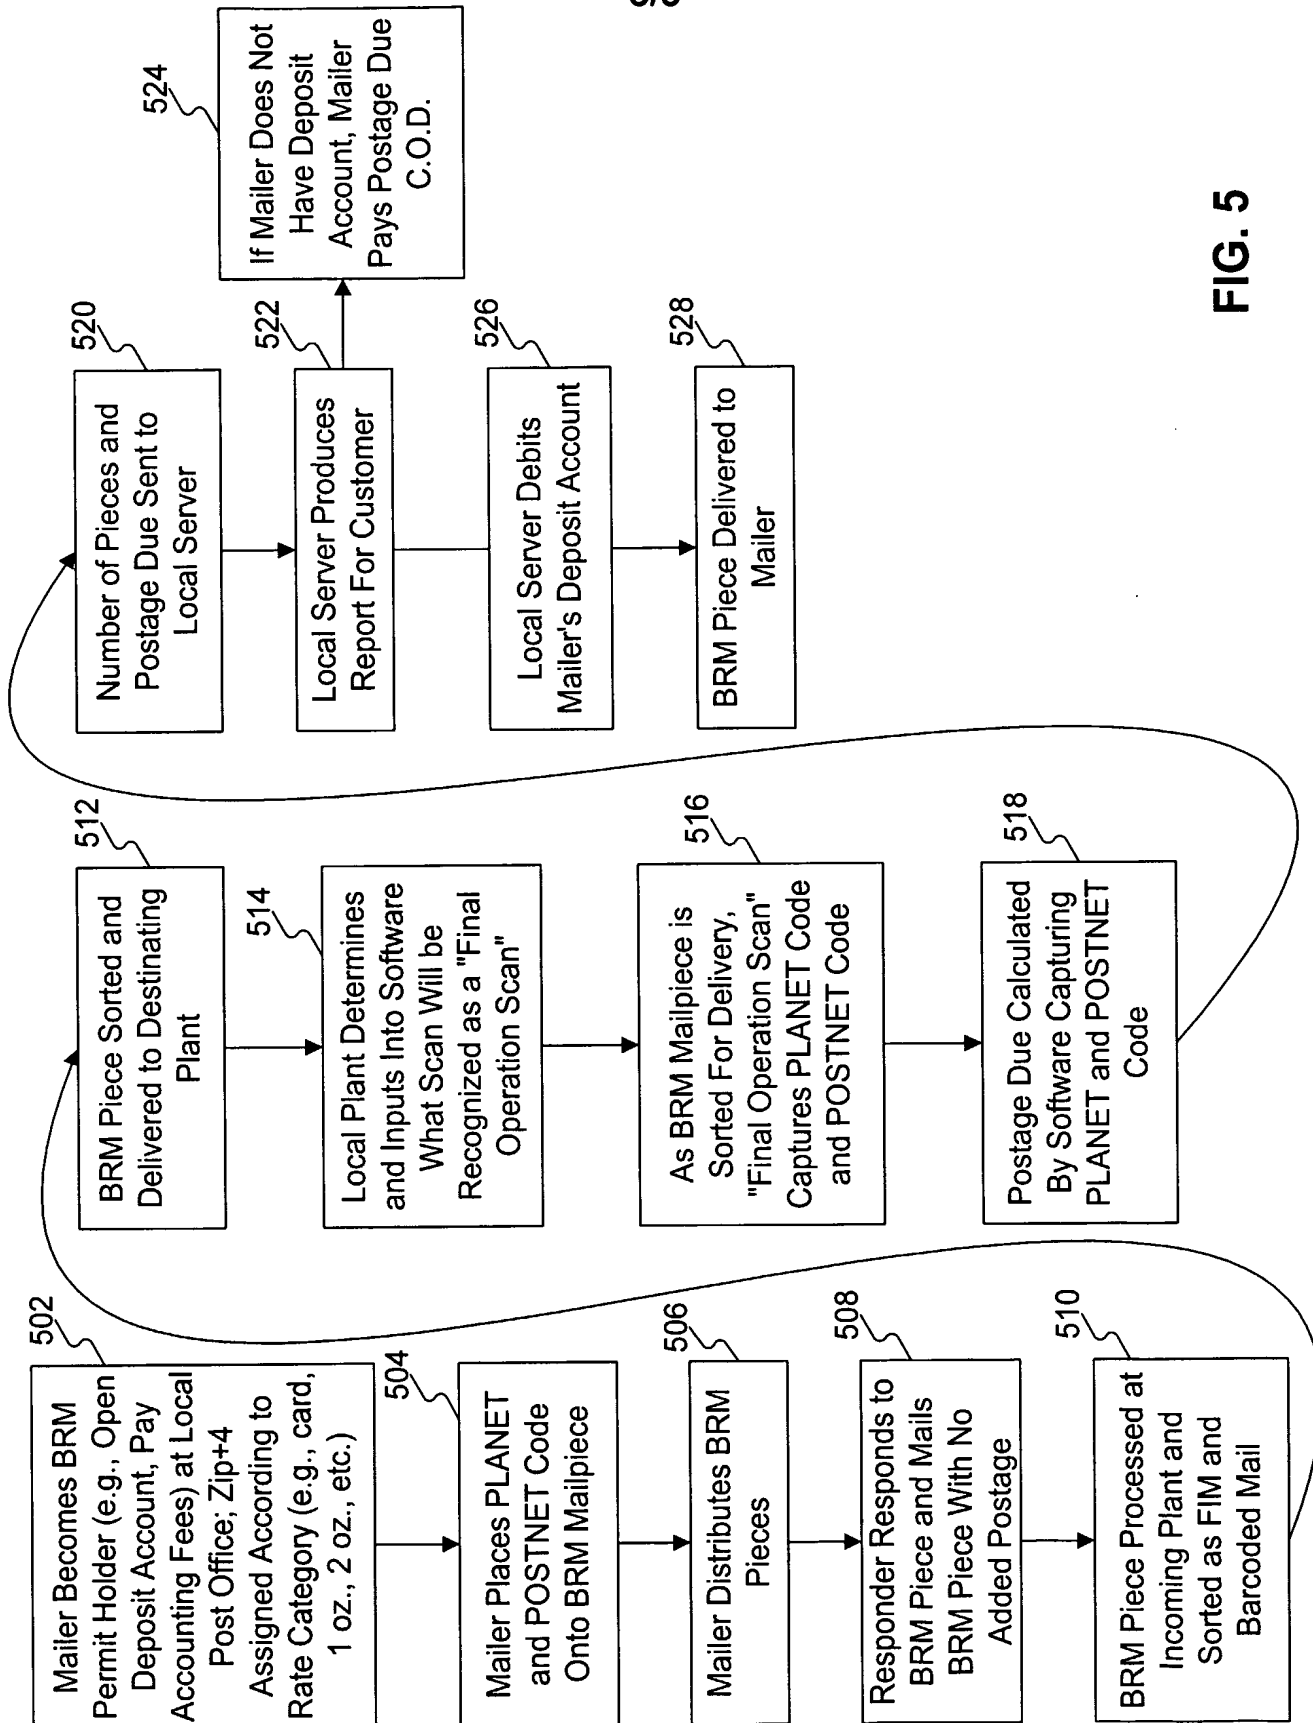 502
Mailer Becomes BRM
Permit Holder (e.g., Open
Deposit Account, Pay
Accounting Fees) at Local
Post Office; Zip+4
Assigned According to
Rate Category (e.g., card,
1 oz., 2 oz., etc.)
504
Mailer Places PLANET
and POSTNET Code
Onto BRM Mailpiece
506
Mailer Distributes BRM
Pieces
508
Responder Responds to
BRM Piece and Mails
BRM Piece With No
Added Postage
510
BRM Piece Processed at
Incoming Plant and
Sorted as FIM and
Barcoded Mail
512
BRM Piece Sorted and
Delivered to Destinating
Plant
514
Local Plant Determines
and Inputs Into Software
What Scan Will be
Recognized as a "Final
Operation Scan"
516
As BRM Mailpiece is
Sorted For Delivery,
"Final Operation Scan"
Captures PLANET Code
and POSTNET Code
518
Postage Due Calculated
By Software Capturing
PLANET and POSTNET
Code
520
Number of Pieces and
Postage Due Sent to
Local Server
522
Local Server Produces
Report For Customer
524
If Mailer Does Not
Have Deposit
Account, Mailer
Pays Postage Due
C.O.D.
526
Local Server Debits
Mailer's Deposit Account
528
BRM Piece Delivered to
Mailer
FIG. 5